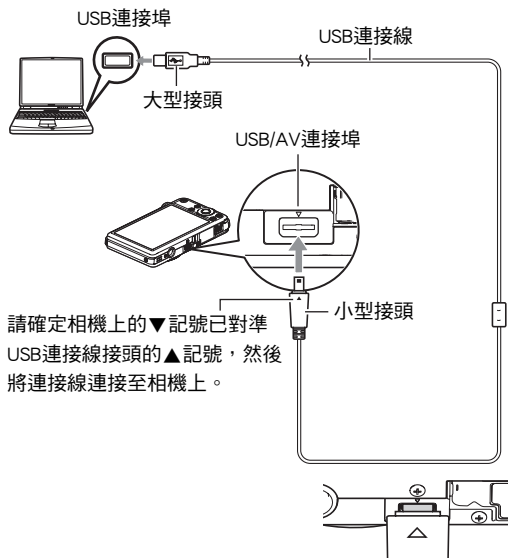 USB連接埠
USB連接線
大型接頭
USB/AV連接埠
小型接頭
請確定相機上的▼記號已對準
USB連接線接頭的▲記號，然後
將連接線連接至相機上。